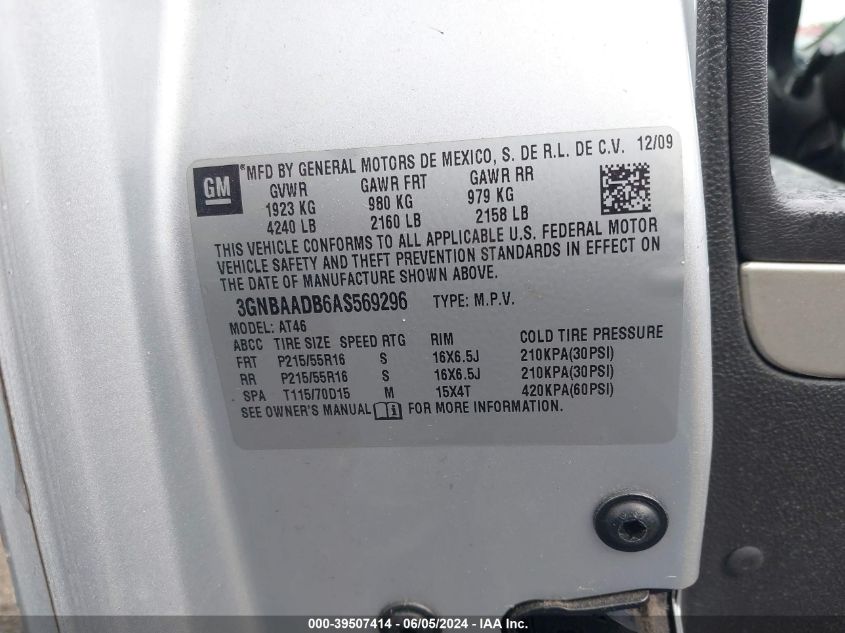 GM ®*MFD BY GENERAL MOTORS DE MEXICO, S. DE R.L. DE C.V. 12/09
GVWR GAWR FRT GAWR RR
1923 KG 980 KG 979 KG
4240 LB 2160 LB 2158 LB
THIS VEHICLE CONFORMS TO ALL APPLICABLE U.S. FEDERAL MOTOR
VEHICLE SAFETY AND THEFT PREVENTION STANDARDS IN EFFECT ON
THE DATE OF MANUFACTURE SHOWN ABOVE.
3GNBAADB6AS569296 TYPE: M.P.V.
MODEL: AT46
ABCC TIRE SIZE SPEED RTG RIM COLD TIRE PRESSURE
FRT P215/55R16 S 16X6.5J 210KPA(30PSI)
RR P215/55R16 S 16X6.5J 210KPA(30PSI)
SPA T115/70D15 M 15X4T 420KPA(60PSI)
SEE OWNER'S MANUAL FOR MORE INFORMATION.
000-39507414 - 06/05/2024 - IAA Inc.